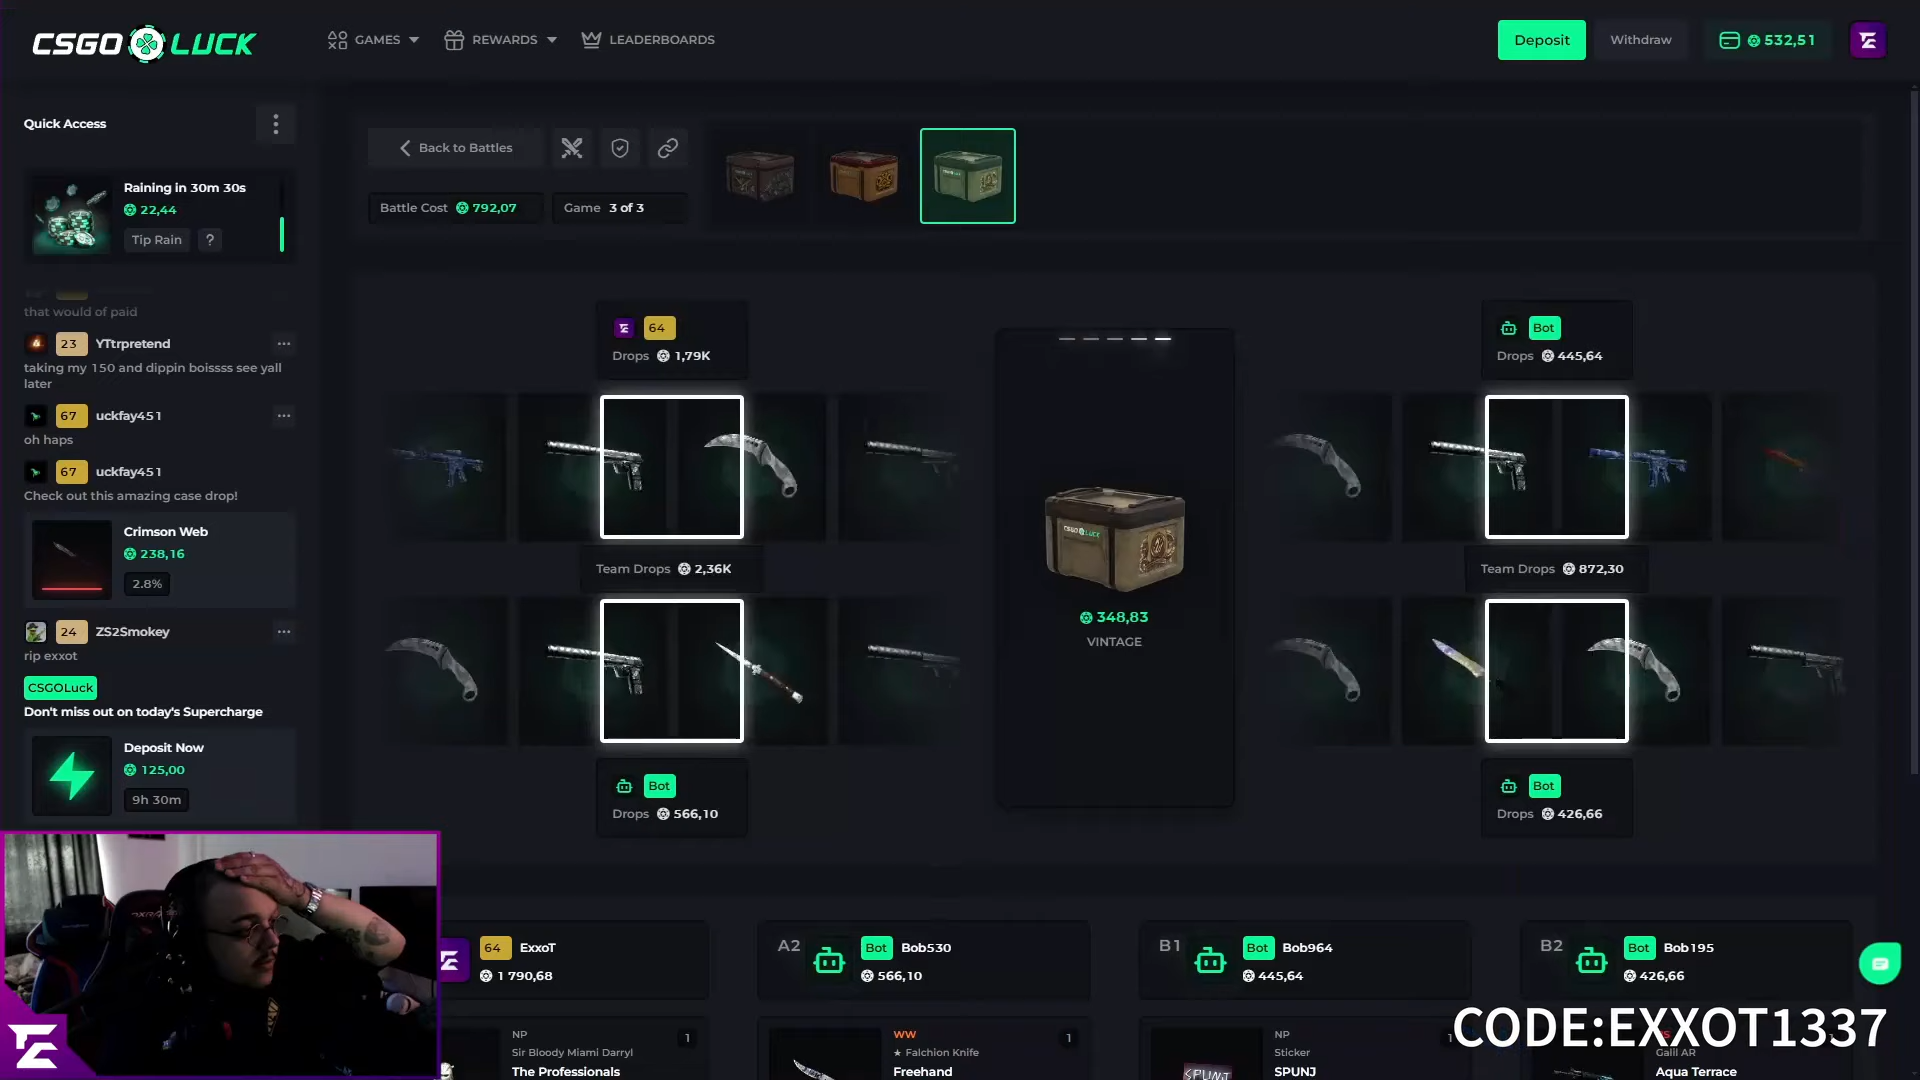 CSGO LUCK
GAMES
REWARDS
LEADERBOARDS
Deposit
Withdraw
532,51
Quick Access
Raining in 30m 30s
22,44
Tip Rain
?
that would of paid
23 YTtrpretend
taking my 150 and dippin boissss see yall
later
67 uckfay451
oh haps
67 uckfay451
Check out this amazing case drop!
Crimson Web
238,16
2.8%
24 ZS2Smokey
rip exxot
CSGOLuck
Don't miss out on today's Supercharge
Deposit Now
125,00
9h 30m
Back to Battles
Battle Cost 792,07
Game 3 of 3
64
Drops 1,79K
Team Drops 2,36K
Bot
Drops 566,10
CSGO LUCK
348,83
VINTAGE
Bot
Drops 445,64
Team Drops 872,30
Bot
Drops 426,66
64 ExxoT
1 790,68
A2 Bot Bob530
566,10
B1 Bot Bob964
445,64
B2 Bot Bob195
426,66
NP
1
Sir Bloody Miami Darryl
The Professionals
WW
1
★ Falchion Knife
Freehand
NP
1
Sticker
SPUNJ
Galil AR
Aqua Terrace
CODE:EXXOT1337